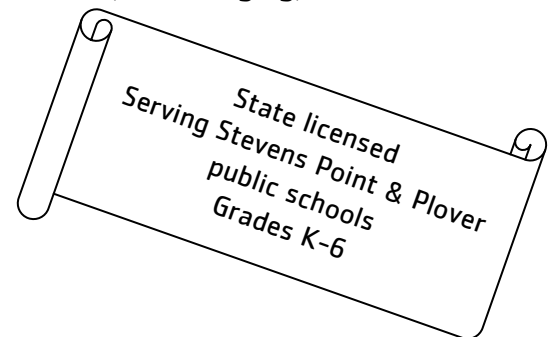 State licensed
Serving Stevens Point & Plover
public schools
Grades K-6